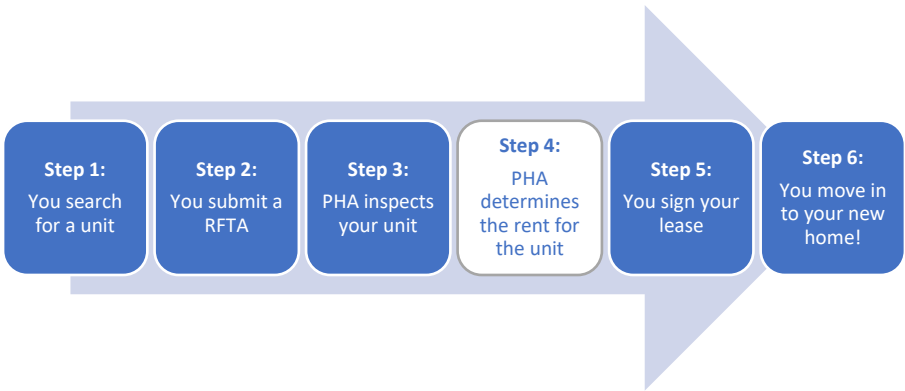 Step 1:
You search
for a unit
Step 2:
You submit a
RFTA
Step 3:
PHA inspects
your unit
Step 4:
PHA
determines
the rent for
the unit
Step 5:
You sign your
lease
Step 6:
You move in
to your new
home!